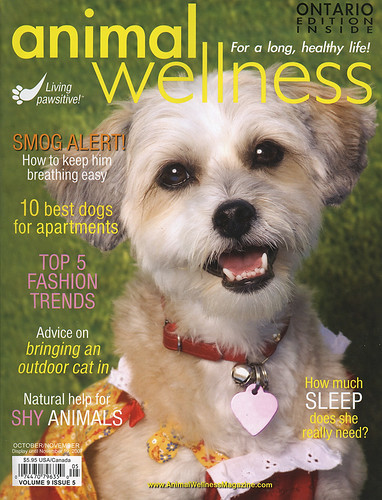 ONTARIO
EDITION
INSIDE
animal
For a long, healthy life!
wellness
Living
pawsitive!™
SMOG ALERT!
How to keep him
breathing easy
10 best dogs
for apartments
TOP 5
FASHION
TRENDS
Advice on
bringing an
outdoor cat in
Natural help for
SHY ANIMALS
How much
SLEEP
does she
really need?
OCTOBER/NOVEMBER
$5.95 USA/Canada
05
VOLUME 9 ISSUE 5
www.AnimalWellnessMagazine.com